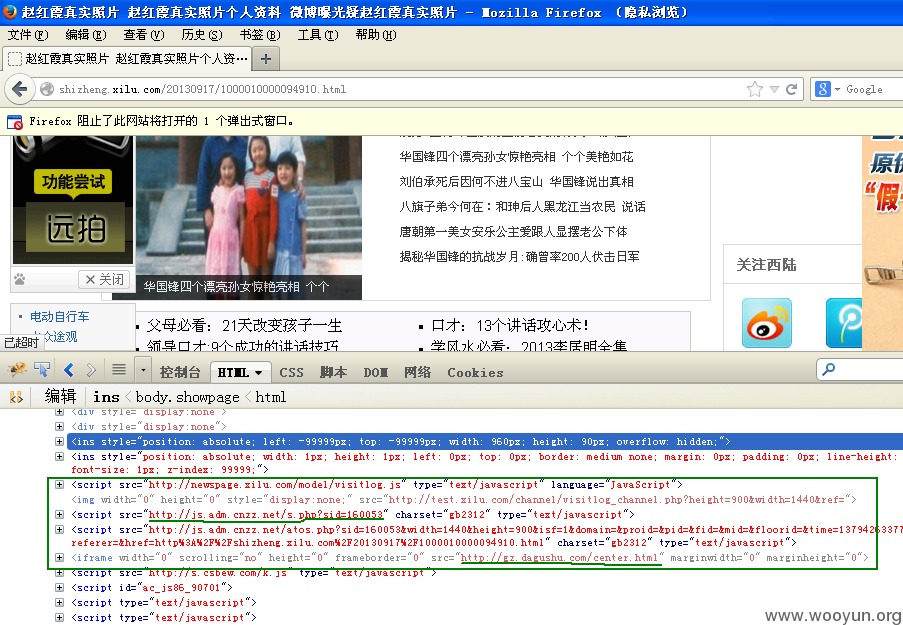 赵红霞真实照片 赵红霞真实照片个人资料 微博曝光疑赵红霞真实照片 - Mozilla Firefox （隐私浏览）
文件(F) 编辑(E) 查看(V) 历史(S) 书签(B) 工具(T) 帮助(H)
赵红霞真实照片 赵红霞真实照片个人资… +
shizheng.xilu.com/20130917/1000010000094910.html
Google
Firefox 阻止了此网站将打开的 1 个弹出式窗口。
功能尝试
远拍
关闭
华国锋四个漂亮孙女惊艳亮相 个个
华国锋四个漂亮孙女惊艳亮相 个个美艳如花
刘伯承死后因何不进八宝山 华国锋说出真相
八旗子弟今何在：和珅后人黑龙江当农民 说话
唐朝第一美女安乐公主爱跟人显摆老公下体
揭秘华国锋的抗战岁月:确曾率200人伏击日军
原价
“假一
关注西陆
电动自行车
大众途观
已超时
父母必看：21天改变孩子一生
领导口才:9个成功的讲话技巧
口才：13个讲话攻心术！
学风水必看：2013李居明全集
控制台 HTML CSS 脚本 DOM 网络 Cookies
编辑 ins < body.showpage < html
<div style="display:none">
<div style="display:none">
<ins style="position: absolute; left: -99999px; top: -99999px; width: 960px; height: 90px; overflow: hidden;">
<ins style="position: absolute; width: 1px; height: 1px; left: 0px; top: 0px; border: medium none; margin: 0px; padding: 0px; line-height:
font-size: 1px; z-index: 99999;">
<script src="http://newspage.xilu.com/model/visitlog.js" type="text/javascript" language="JavaScript">
<img width="0" height="0" style="display:none;" src="http://test.xilu.com/channel/visitlog_channel.php?height=900&width=1440&ref=">
<script src="http://js.adm.cnzz.net/s.php?sid=160053" charset="gb2312" type="text/javascript">
<script src="http://js.adm.cnzz.net/atos.php?sid=160053&width=1440&height=900&isf=1&domain=&proid=&pid=&fid=&mid=&floorid=&time=13794263377
referer=&href=http%3A%2F%2Fshizheng.xilu.com%2F20130917%2F1000010000094910.html" charset="gb2312" type="text/javascript">
<iframe width="0" scrolling="no" height="0" frameborder="0" src="http://gz.dagushu.com/center.html" marginwidth="0" marginheight="0">
<script src="http://s.csbew.com/k.js" type="text/javascript">
<script id="ac_js86_90701">
<script type="text/javascript">
<script type="text/javascript">
www.wooyun.org